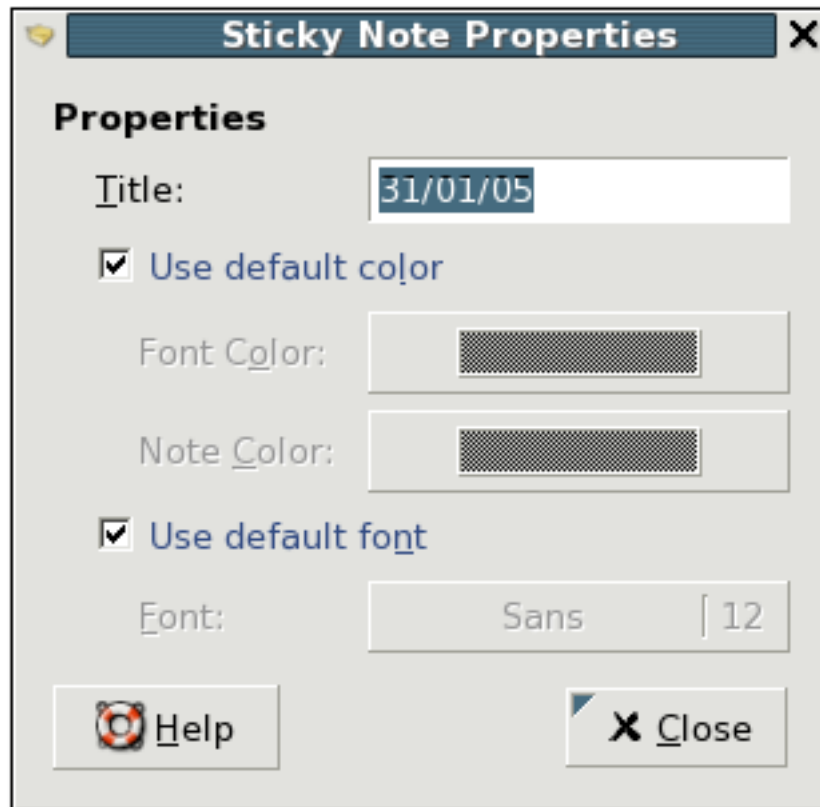 Sticky Note Properties
Properties
Title: 31/01/05
Use default color
Font Color:
Note Color:
Use default font
Font: Sans 12
Help Close